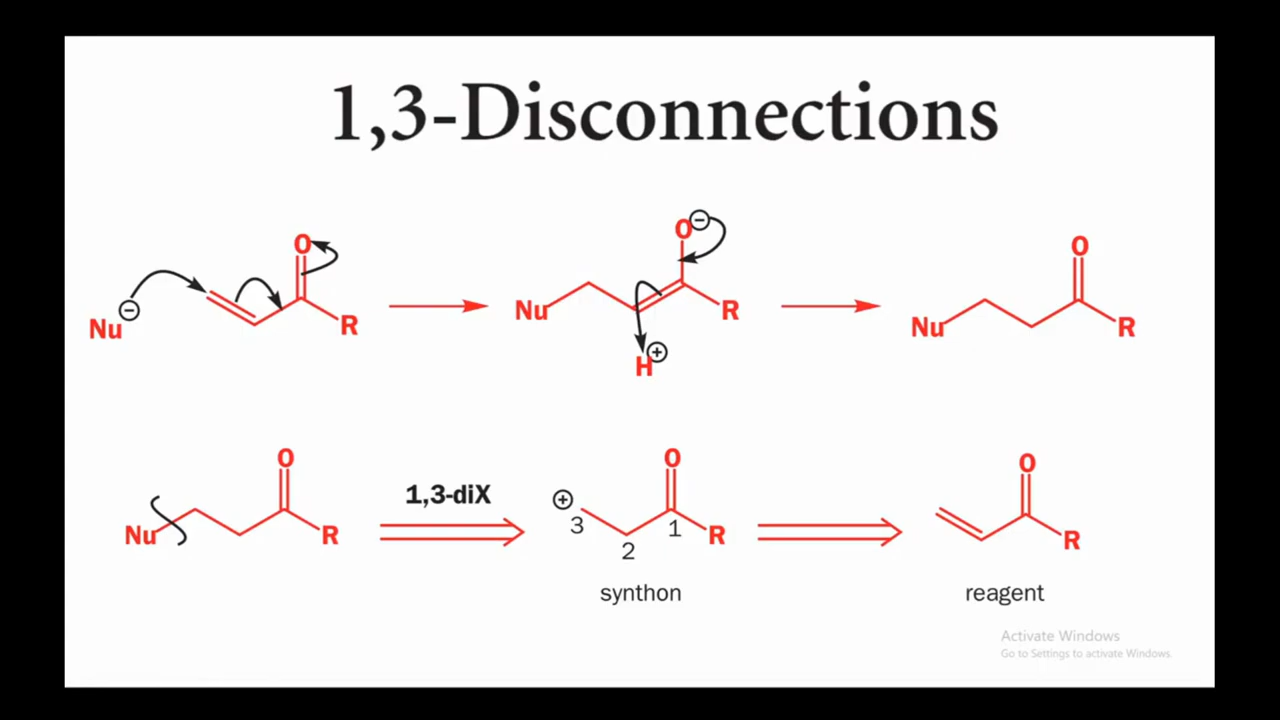 1,3-Disconnections
O
O ⊖
O
Nu ⊖
R
Nu
R
Nu
R
H ⊕
O
O
O
1,3-diX
⊕
3
1
2
Nu
R
R
R
synthon
reagent
Activate Windows
Go to Settings to activate Windows.